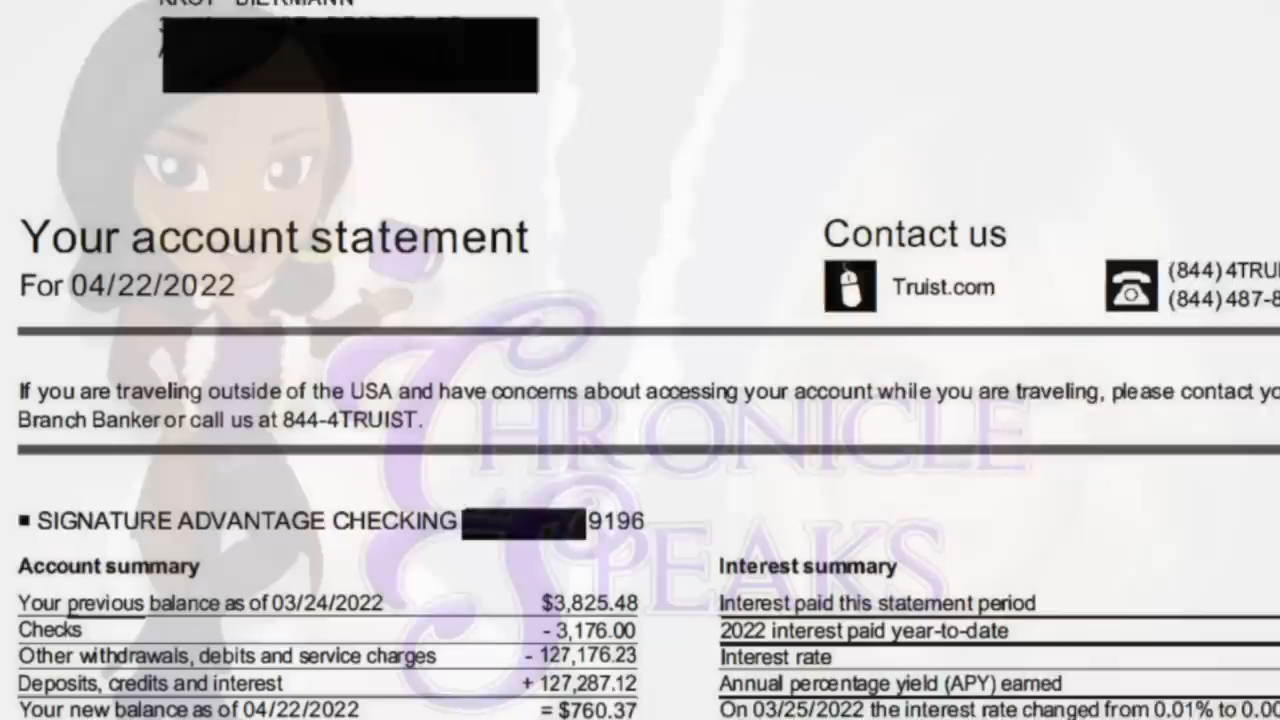 KROY BIERMANN
Your account statement
For 04/22/2022
Contact us
Truist.com
(844) 4TRUI
(844) 487-8
If you are traveling outside of the USA and have concerns about accessing your account while you are traveling, please contact yo
Branch Banker or call us at 844-4TRUIST.
CHRONICLE
SPEAKS
■ SIGNATURE ADVANTAGE CHECKING 9196
Account summary
Your previous balance as of 03/24/2022 $3,825.48
Checks - 3,176.00
Other withdrawals, debits and service charges - 127,176.23
Deposits, credits and interest + 127,287.12
Your new balance as of 04/22/2022 = $760.37
Interest summary
Interest paid this statement period
2022 interest paid year-to-date
Interest rate
Annual percentage yield (APY) earned
On 03/25/2022 the interest rate changed from 0.01% to 0.00